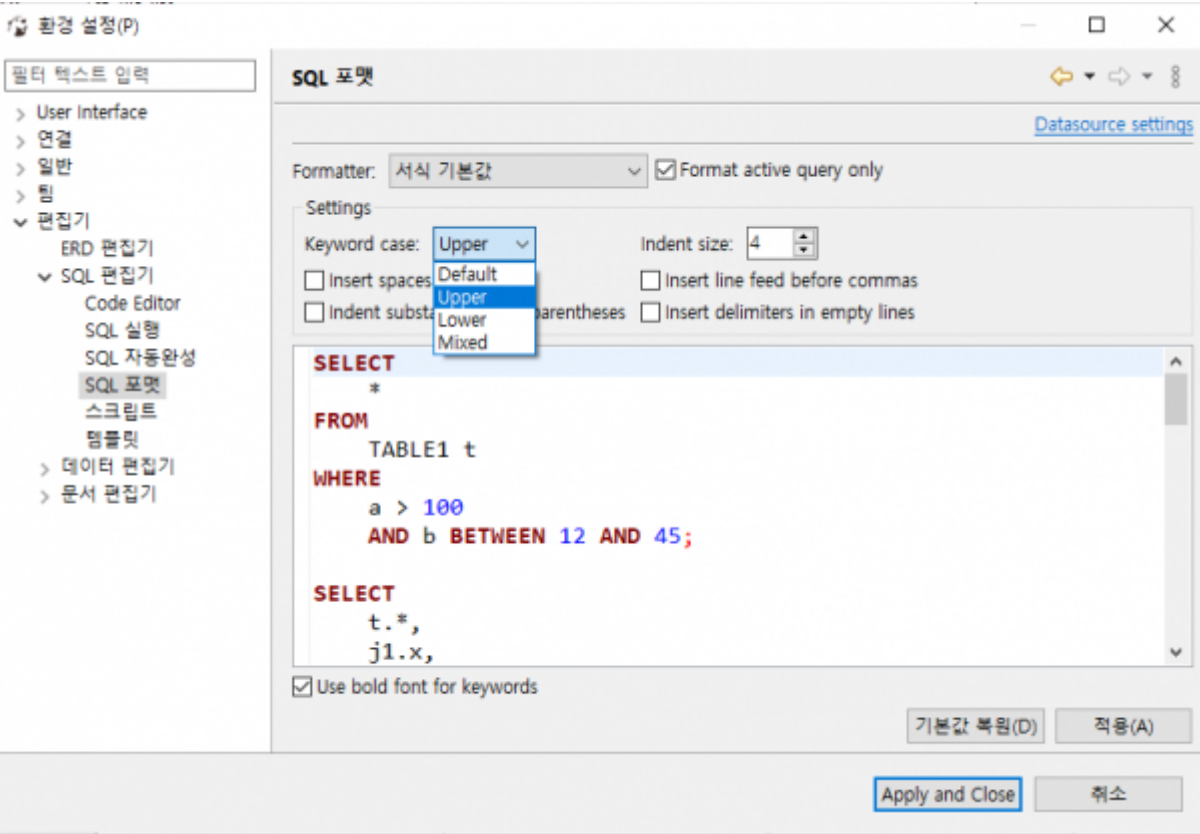 환경 설정(P)
필터 텍스트 입력
User Interface
연결
일반
팀
편집기
ERD 편집기
SQL 편집기
Code Editor
SQL 실행
SQL 자동완성
SQL 포맷
스크립트
템플릿
데이터 편집기
문서 편집기
SQL 포맷
Datasource settings
Formatter: 서식 기본값 Format active query only
Settings
Keyword case: Upper Indent size: 4
Default
Upper
Lower
Mixed
Insert spaces Insert line feed before commas
Indent parentheses Insert delimiters in empty lines
SELECT
*
FROM
TABLE1 t
WHERE
a > 100
AND b BETWEEN 12 AND 45;
SELECT
t.*,
j1.x,
Use bold font for keywords
기본값 복원(D) 적용(A)
Apply and Close 취소